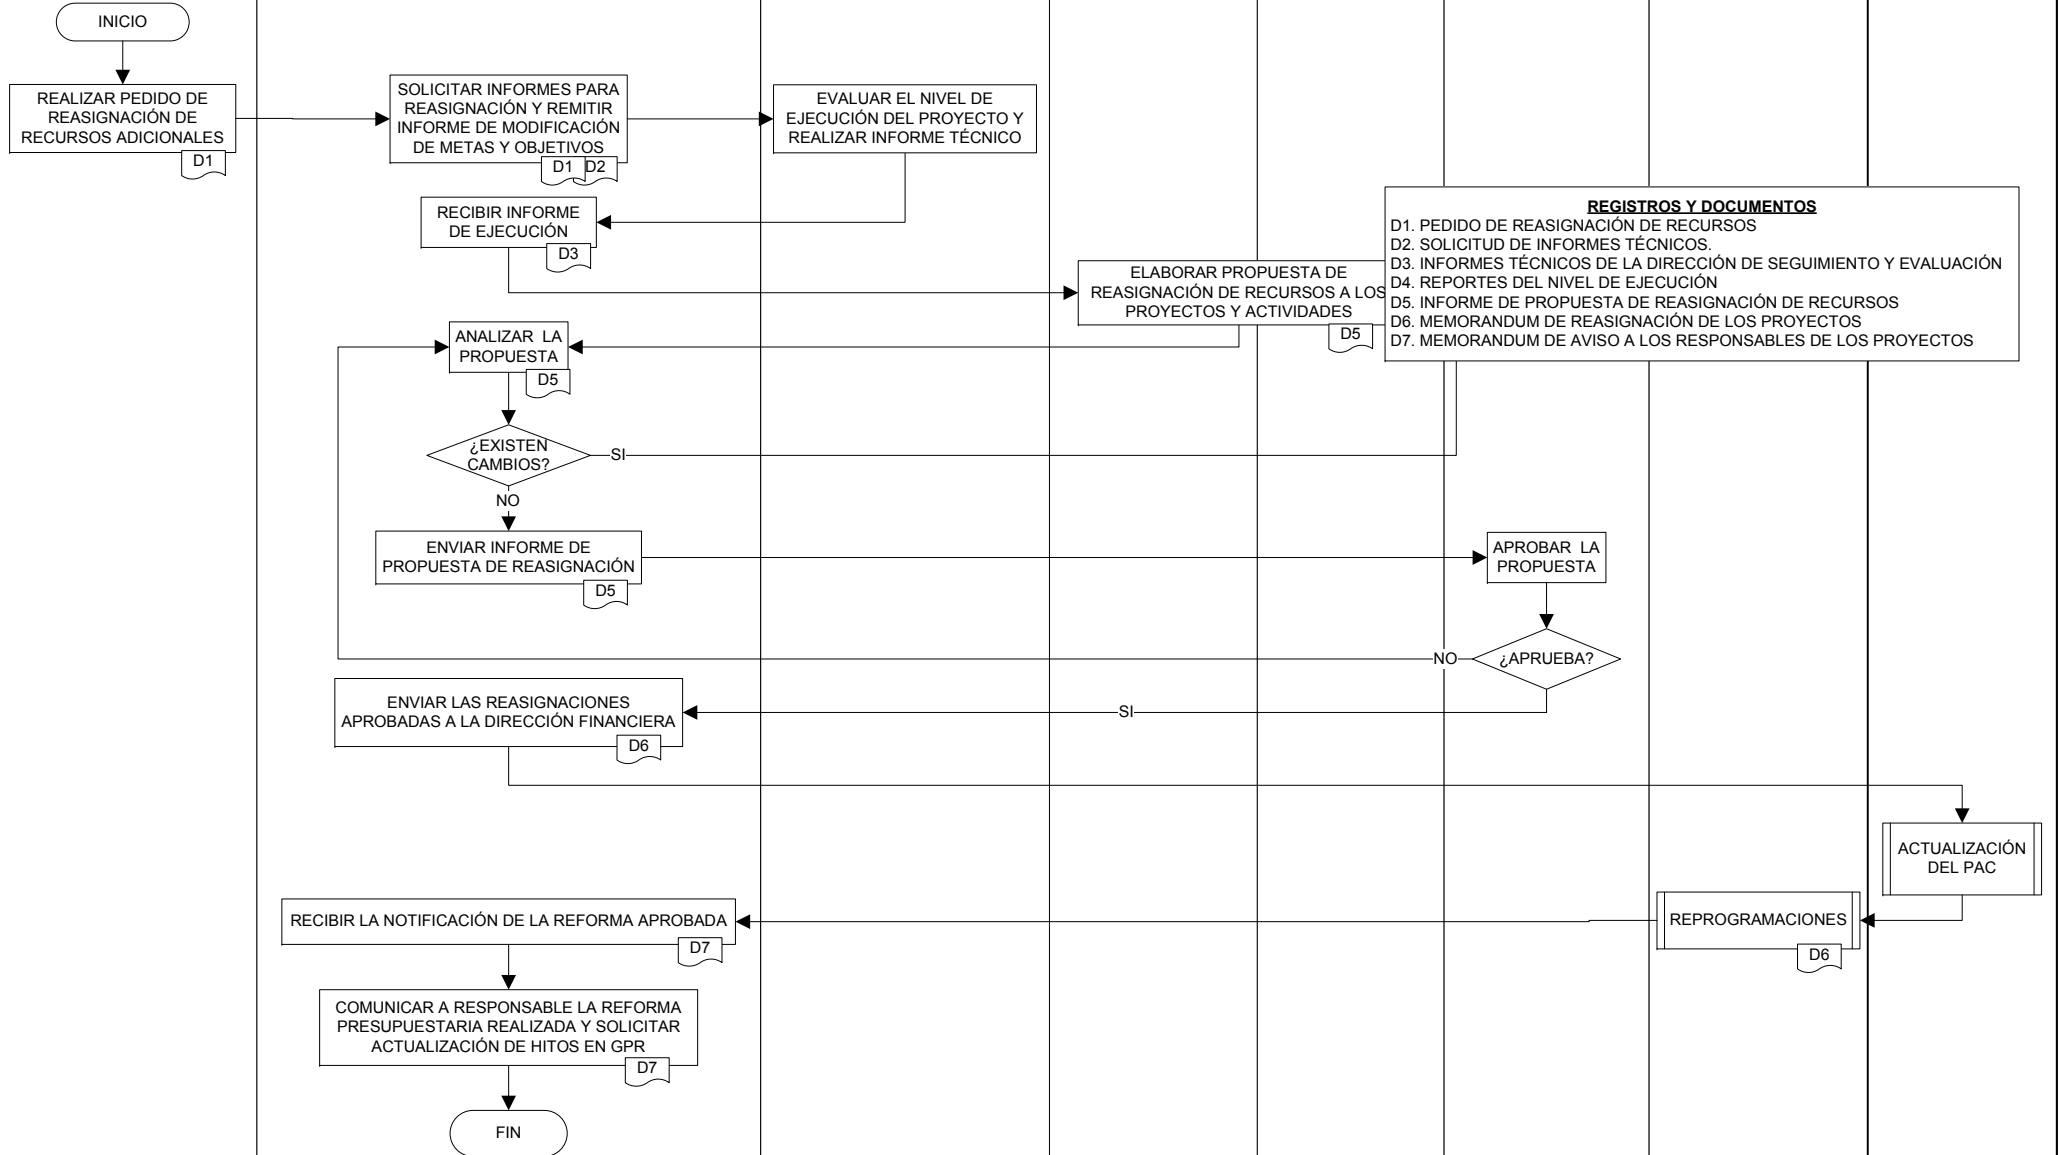 INICIO
REALIZAR PEDIDO DE
REASIGNACIÓN DE
RECURSOS ADICIONALES
D1
SOLICITAR INFORMES PARA
REASIGNACIÓN Y REMITIR
INFORME DE MODIFICACIÓN
DE METAS Y OBJETIVOS
D1 D2
EVALUAR EL NIVEL DE
EJECUCIÓN DEL PROYECTO Y
REALIZAR INFORME TÉCNICO
RECIBIR INFORME
DE EJECUCIÓN
D3
ELABORAR PROPUESTA DE
REASIGNACIÓN DE RECURSOS A LOS
PROYECTOS Y ACTIVIDADES
D5
REGISTROS Y DOCUMENTOS
D1. PEDIDO DE REASIGNACIÓN DE RECURSOS
D2. SOLICITUD DE INFORMES TÉCNICOS.
D3. INFORMES TÉCNICOS DE LA DIRECCIÓN DE SEGUIMIENTO Y EVALUACIÓN
D4. REPORTES DEL NIVEL DE EJECUCIÓN
D5. INFORME DE PROPUESTA DE REASIGNACIÓN DE RECURSOS
D6. MEMORANDUM DE REASIGNACIÓN DE LOS PROYECTOS
D7. MEMORANDUM DE AVISO A LOS RESPONSABLES DE LOS PROYECTOS
ANALIZAR LA
PROPUESTA
D5
¿EXISTEN
CAMBIOS?
SI
NO
ENVIAR INFORME DE
PROPUESTA DE REASIGNACIÓN
D5
APROBAR LA
PROPUESTA
¿APRUEBA?
NO
SI
ENVIAR LAS REASIGNACIONES
APROBADAS A LA DIRECCIÓN FINANCIERA
D6
ACTUALIZACIÓN
DEL PAC
REPROGRAMACIONES
D6
RECIBIR LA NOTIFICACIÓN DE LA REFORMA APROBADA
D7
COMUNICAR A RESPONSABLE LA REFORMA
PRESUPUESTARIA REALIZADA Y SOLICITAR
ACTUALIZACIÓN DE HITOS EN GPR
D7
FIN